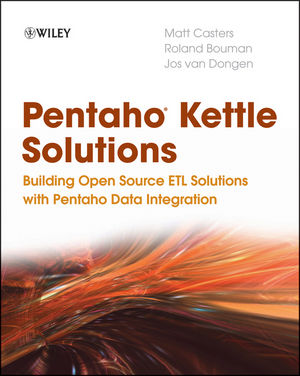 WILEY
Matt Casters
Roland Bouman
Jos van Dongen
Pentaho® Kettle
Solutions
Building Open Source ETL Solutions
with Pentaho Data Integration